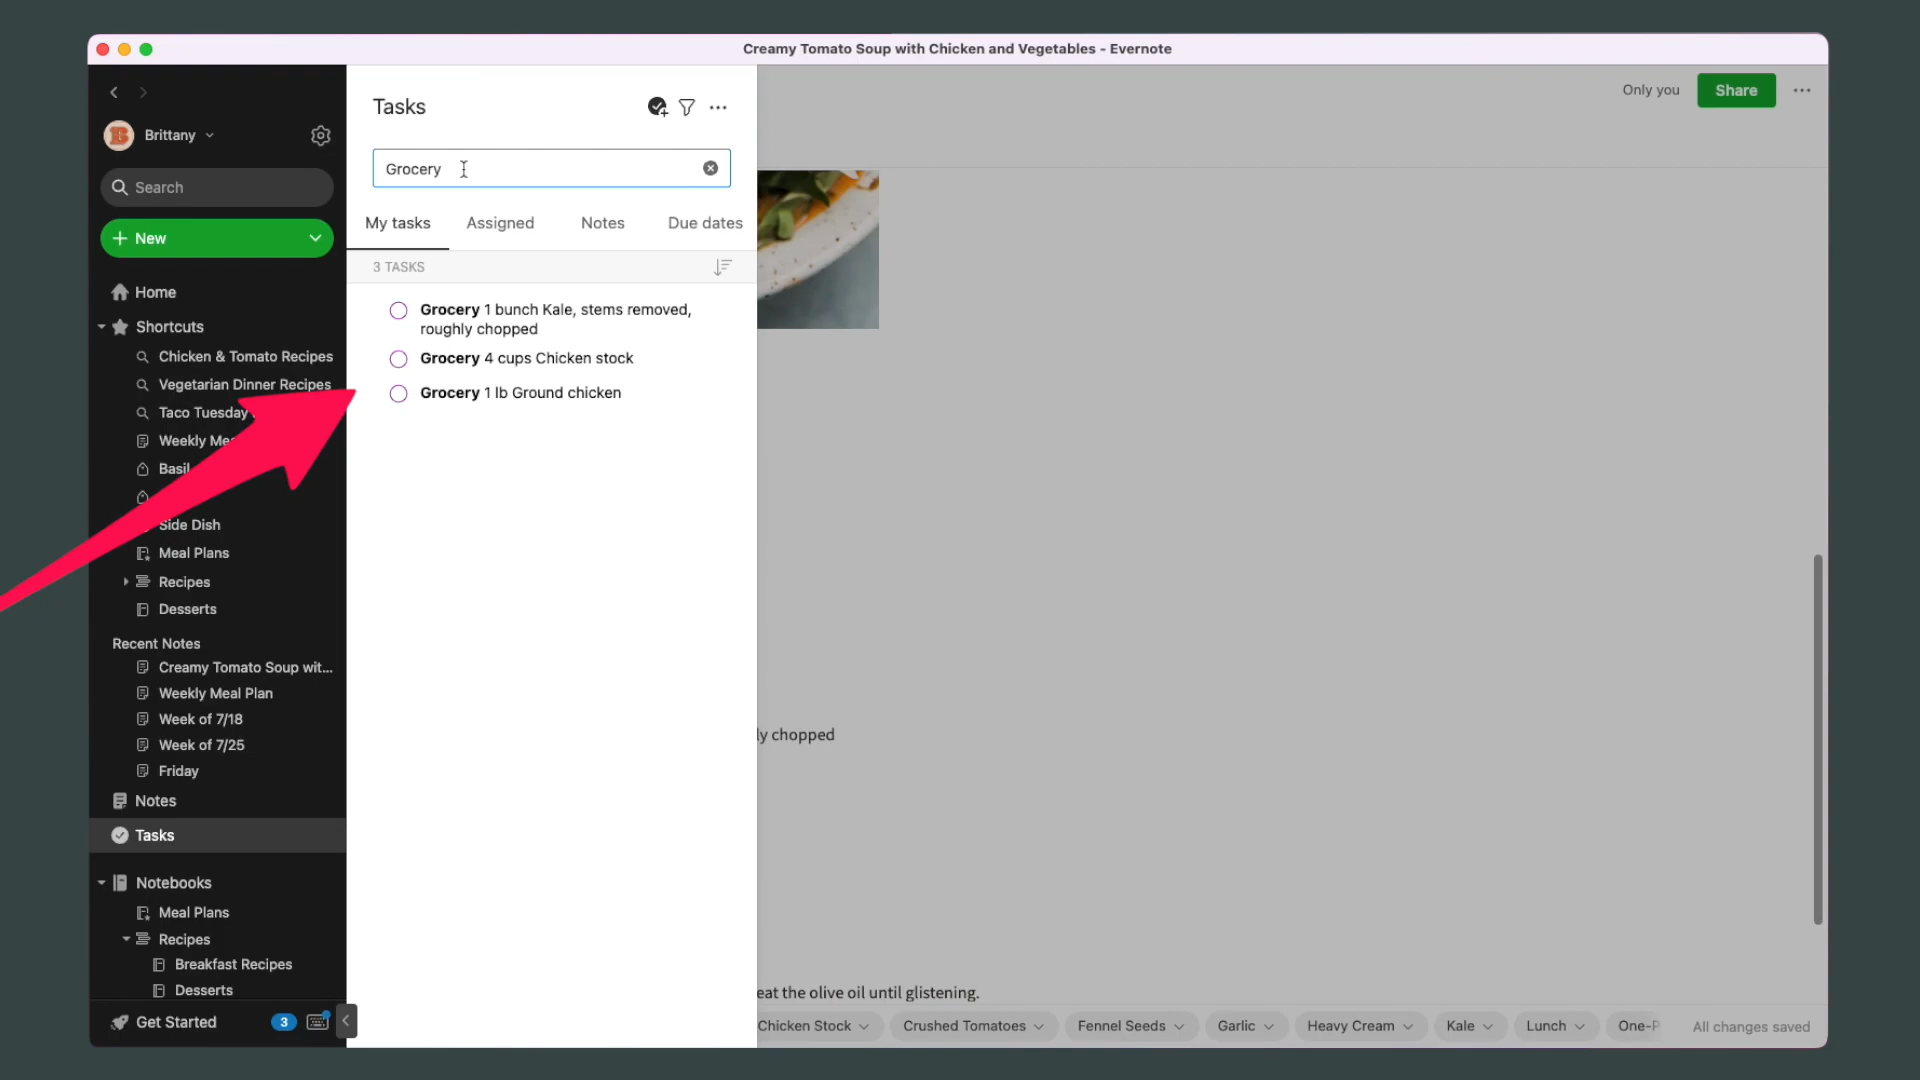 Creamy Tomato Soup with Chicken and Vegetables - Evernote
Brittany
Search
New
Home
Shortcuts
Chicken & Tomato Recipes
Vegetarian Dinner Recipes
Taco Tuesday
Weekly
Basil
Side Dish
Meal Plans
Recipes
Desserts
Recent Notes
Creamy Tomato Soup wit...
Weekly Meal Plan
Week of 7/18
Week of 7/25
Friday
Notes
Tasks
Notebooks
Meal Plans
Recipes
Breakfast Recipes
Desserts
Get Started
3
Tasks
Grocery
My tasks
Assigned
Notes
Due dates
3 TASKS
Grocery 1 bunch Kale, stems removed,
roughly chopped
Grocery 4 cups Chicken stock
Grocery 1 lb Ground chicken
Only you
Share
ly chopped
eat the olive oil until glistening.
Chicken Stock
Crushed Tomatoes
Fennel Seeds
Garlic
Heavy Cream
Kale
Lunch
One-P
All changes saved